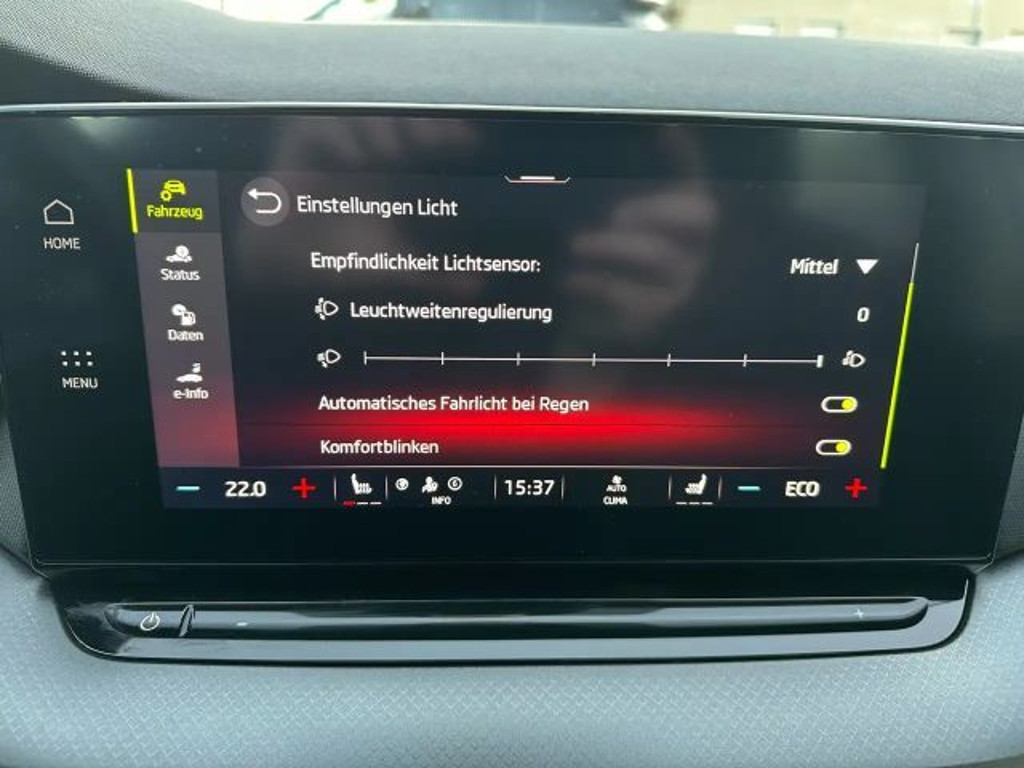 Fahrzeug
Einstellungen Licht
HOME
Status
Empfindlichkeit Lichtsensor: Mittel
Leuchtweitenregulierung 0
Daten
MENU
e-Info
Automatisches Fahrlicht bei Regen
Komfortblinken
- 22.0 + INFO 15:37 AUTO CLIMA - ECO +
- +